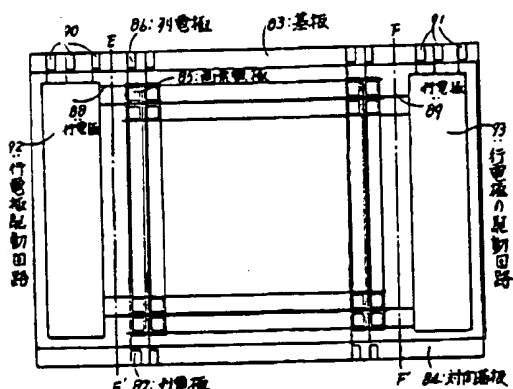 90
E
86:列電極
83:基板
F
91
85:画素電極
88:行電極
89:行電極
92:行電極駆動回路
93:行電極の駆動回路
E'
87:列電極
F'
84:対向基板